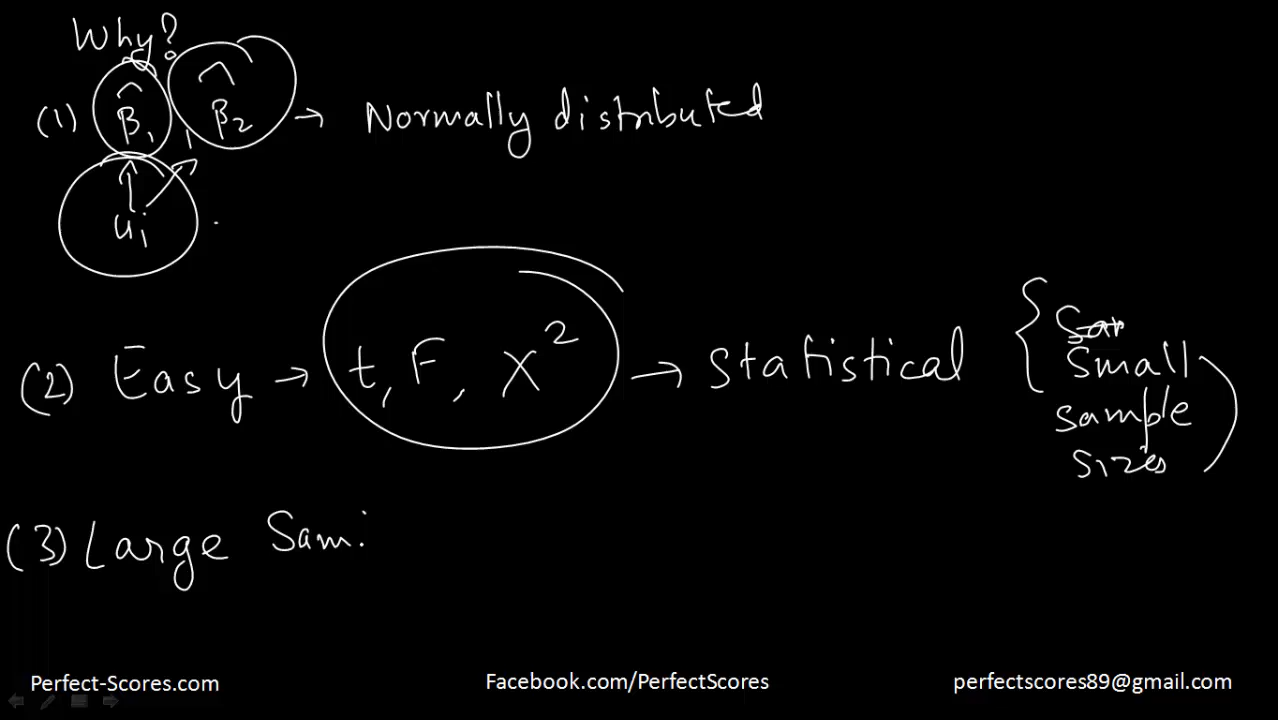 Why?
(1) β̂₁ β̂₂ → Normally distributed
uᵢ
(2) Easy → t, F, X² → Statistical { Small
sample
sizes
(3) Large Sam
Perfect-Scores.com
Facebook.com/PerfectScores
perfectscores89@gmail.com